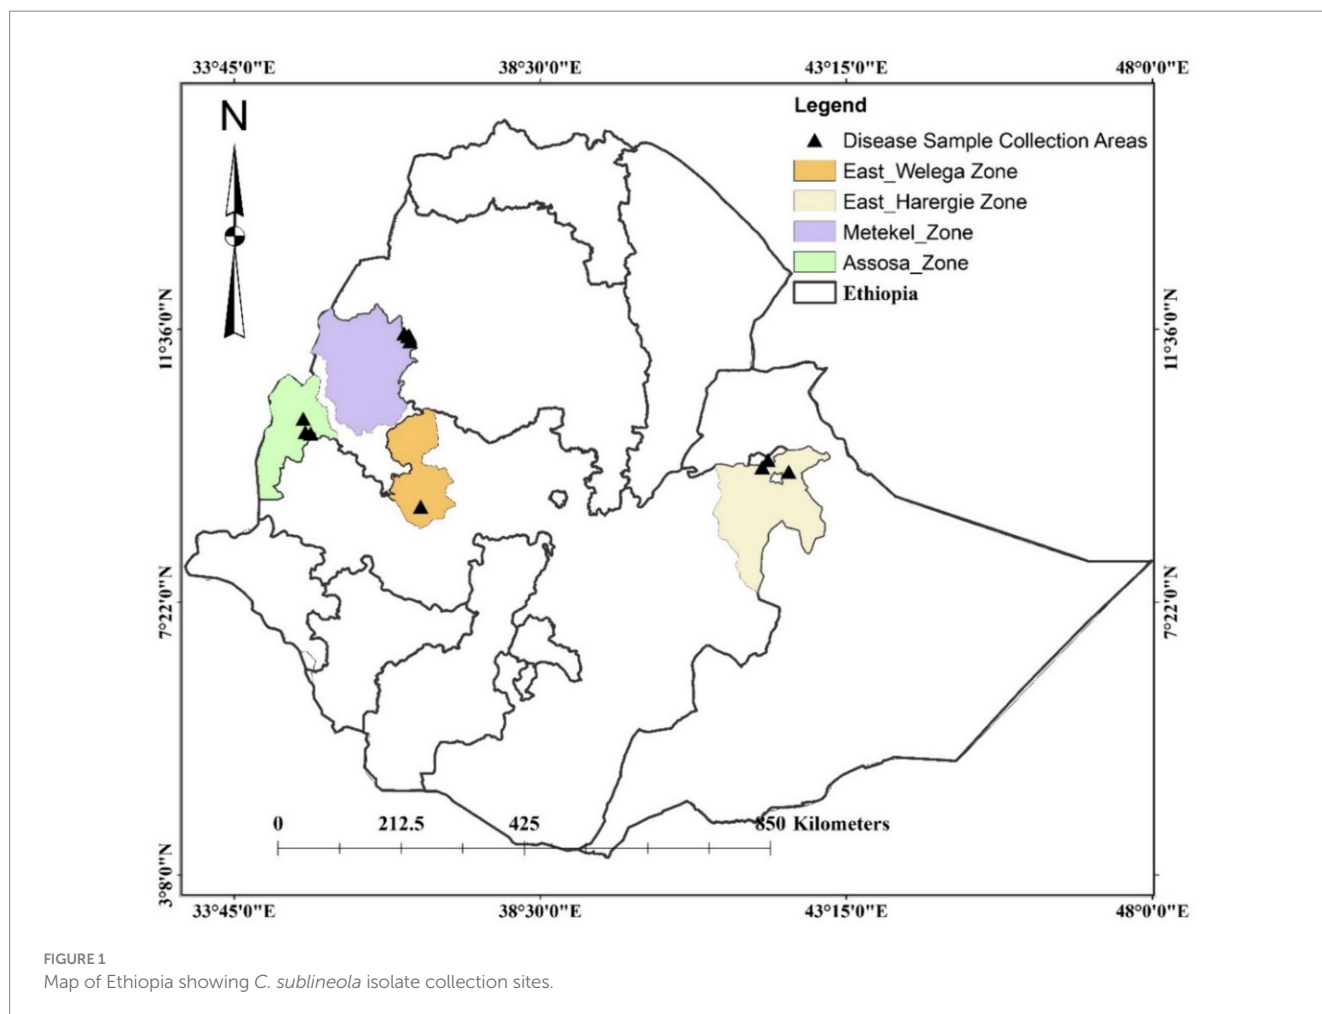 33°45'0"E 38°30'0"E 43°15'0"E 48°0'0"E
N
Legend
Disease Sample Collection Areas
East_Welega Zone
East_Harergie Zone
Metekel_Zone
Assosa_Zone
Ethiopia
11°36'0"N 11°36'0"N
7°22'0"N 7°22'0"N
3°8'0"N
0 212.5 425 850 Kilometers
33°45'0"E 38°30'0"E 43°15'0"E 48°0'0"E
FIGURE 1
Map of Ethiopia showing C. sublineola isolate collection sites.